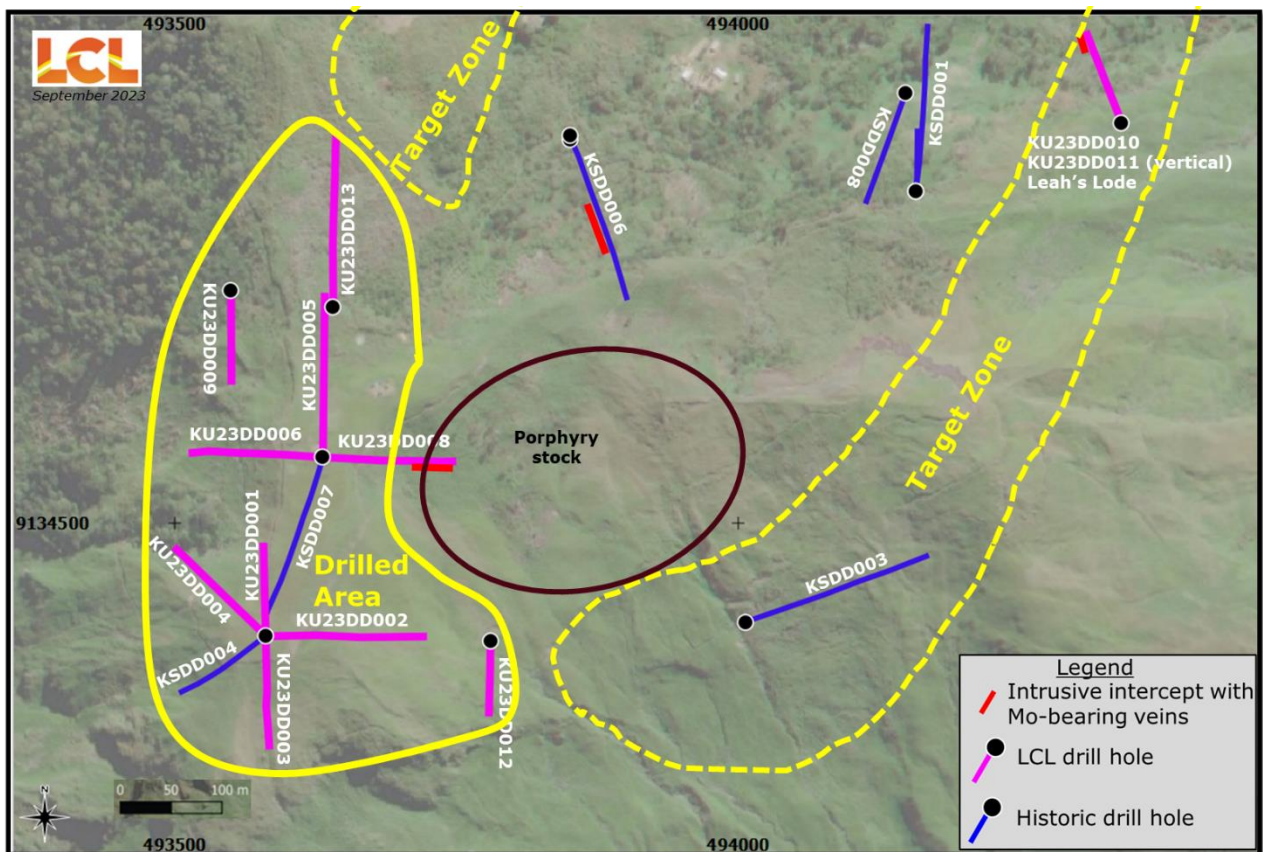 493500
494000
LCL
September 2023
Target Zone
KSDD001
KSDD008
KU23DD010
KU23DD011 (vertical)
Leah's Lode
KSDD006
KU23DD013
KU23DD009
KU23DD005
Target Zone
KU23DD006
KU23DD008
Porphyry
stock
9134500
KU23DD001
KSDD007
KU23DD004
Drilled
Area
KSDD003
KU23DD002
KSDD004
KU23DD003
KU23DD012
Legend
Intrusive intercept with
Mo-bearing veins
LCL drill hole
Historic drill hole
N
0 50 100 m
493500
494000